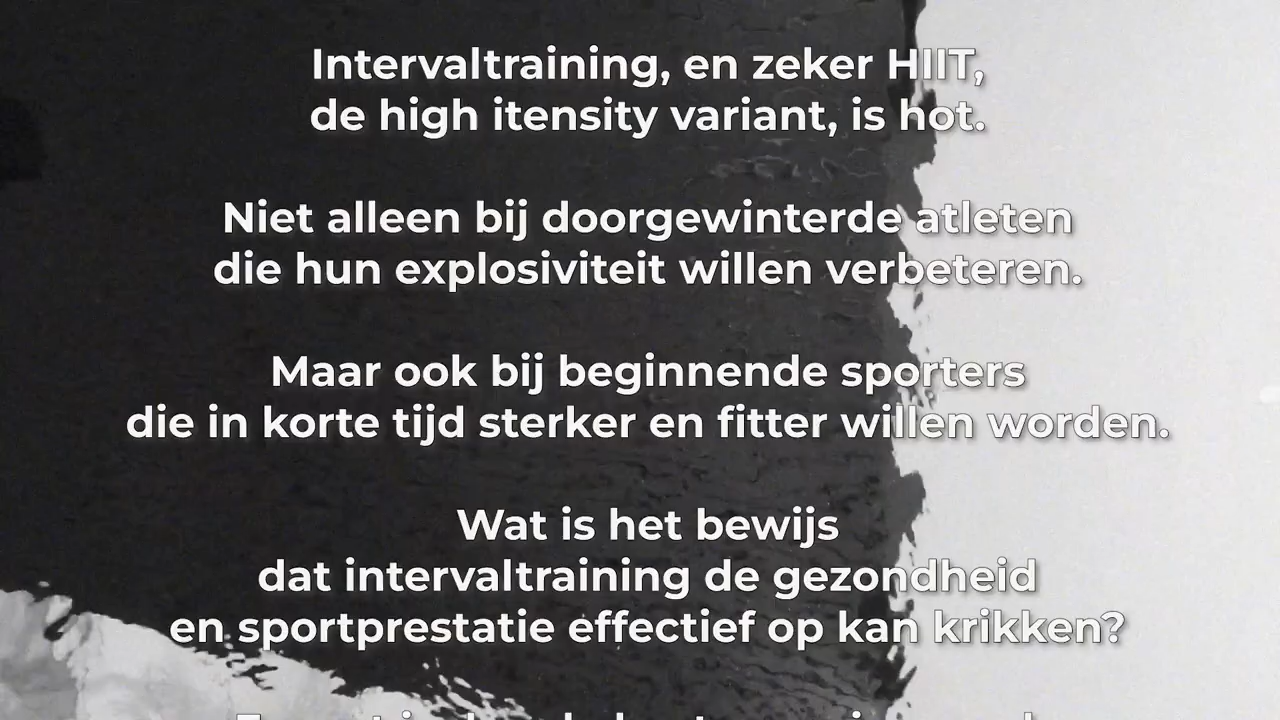 Intervaltraining, en zeker HIIT,
de high itensity variant, is hot.
Niet alleen bij doorgewinterde atleten
die hun explosiviteit willen verbeteren.
Maar ook bij beginnende sporters
die in korte tijd sterker en fitter willen worden.
Wat is het bewijs
dat intervaltraining de gezondheid
en sportprestatie effectief op kan krikken?